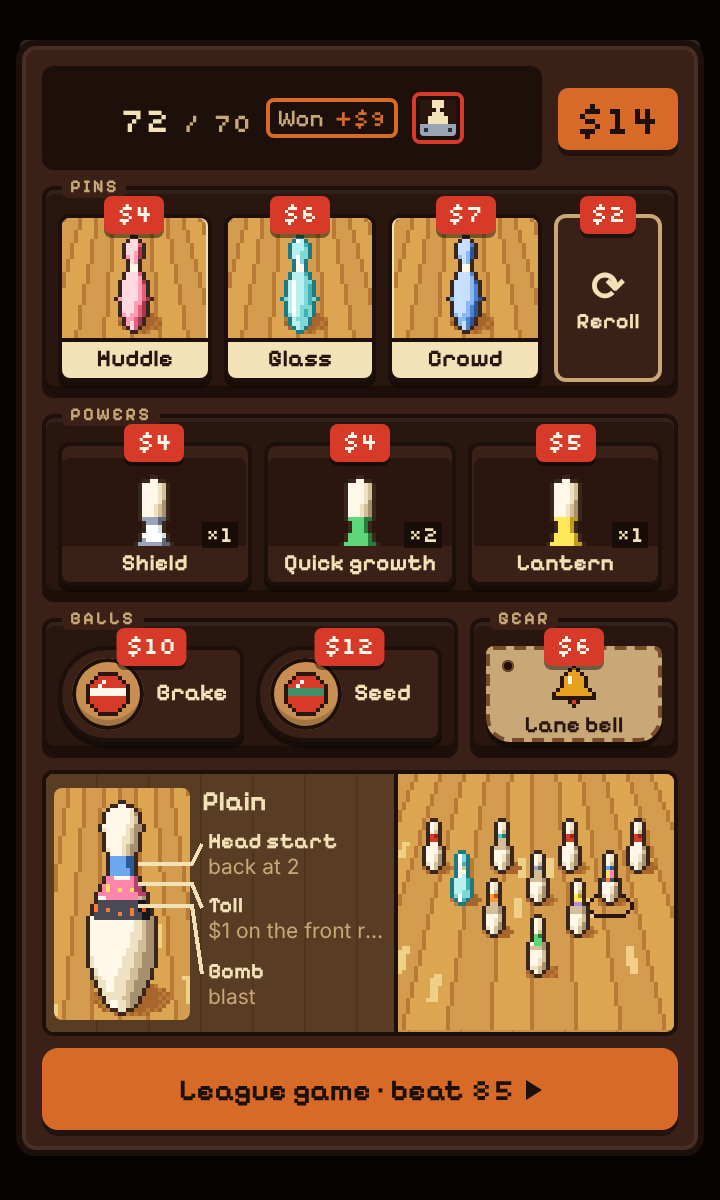 72 / 70 Won +$9
$14
PINS
$4 $6 $7 $2
Huddle Glass Crowd Reroll
POWERS
$4 $4 $5
×1 ×2 ×1
Shield Quick growth Lantern
BALLS GEAR
$10 $12 $6
Brake Seed
Lane bell
Plain
Head start
back at 2
Toll
$1 on the front r...
Bomb
blast
League game · beat 85 ▶